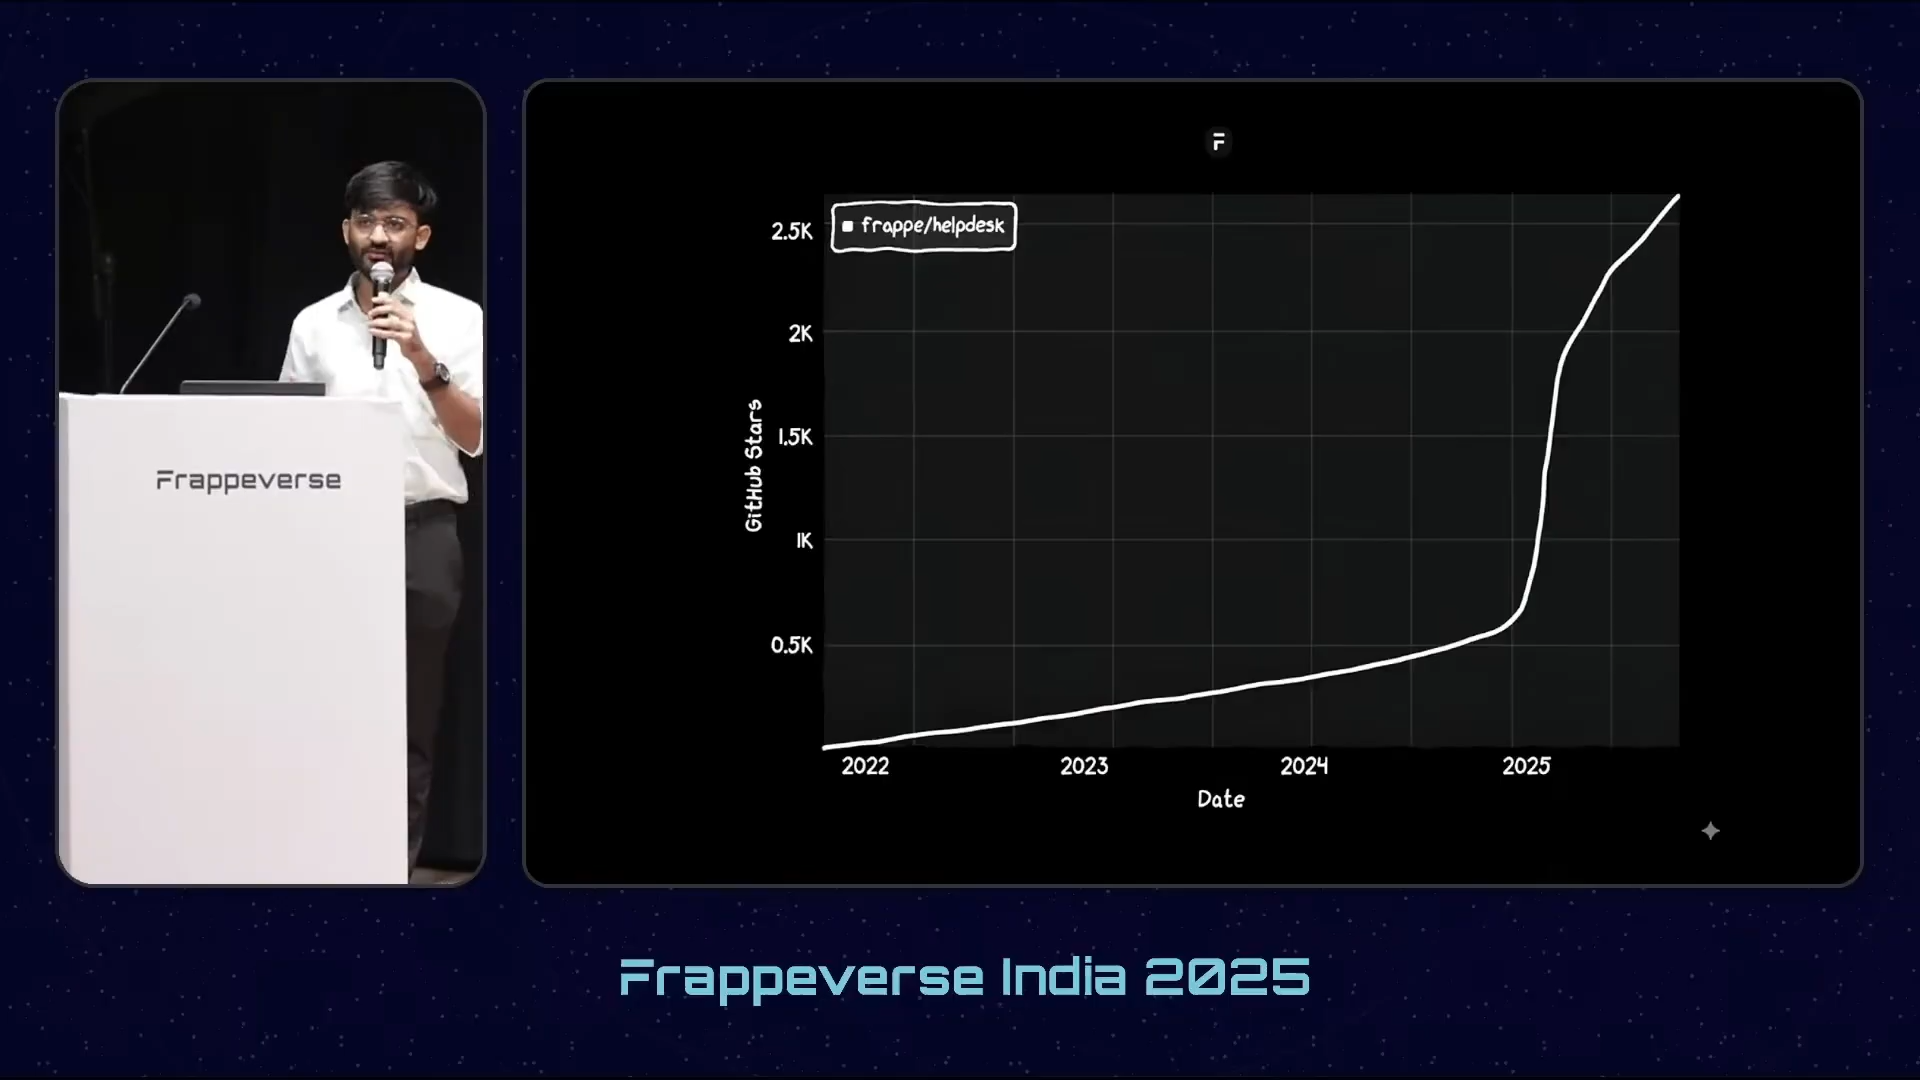 Frappeverse
F
frappe/helpdesk
2.5K
2K
1.5K
1K
0.5K
GitHub Stars
2022 2023 2024 2025
Date
Frappeverse India 2025